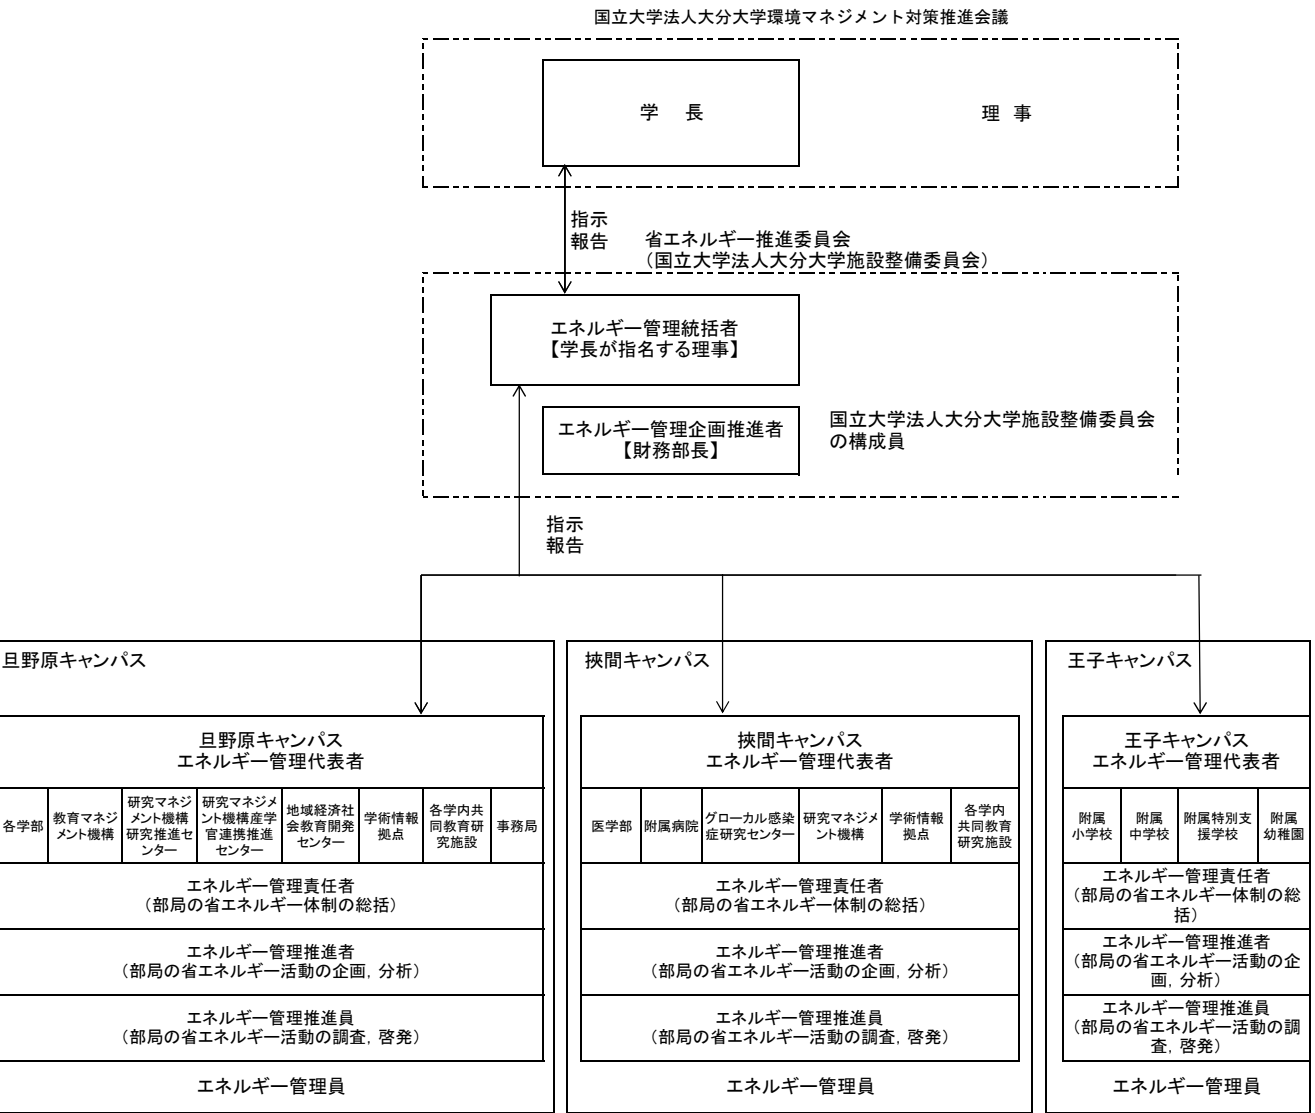 国立大学法人大分大学環境マネジメント対策推進会議
学 長
理 事
指示
報告
省エネルギー推進委員会
（国立大学法人大分大学施設整備委員会）
エネルギー管理統括者
【学長が指名する理事】
エネルギー管理企画推進者
【財務部長】
国立大学法人大分大学施設整備委員会
の構成員
指示
報告
旦野原キャンパス
旦野原キャンパス
エネルギー管理代表者
各学部
教育マネジ
メント機構
研究マネジ
メント機構
研究推進セ
ンター
研究マネジメ
ント機構産学
官連携推進
センター
地域経済社
会教育開発
センター
学術情報
拠点
各学内共
同教育研
究施設
事務局
エネルギー管理責任者
（部局の省エネルギー体制の総括）
エネルギー管理推進者
（部局の省エネルギー活動の企画，分析）
エネルギー管理推進員
（部局の省エネルギー活動の調査，啓発）
エネルギー管理員
挾間キャンパス
挾間キャンパス
エネルギー管理代表者
医学部
附属病院
グローカル感染
症研究センター
研究マネジメ
ント機構
学術情報
拠点
各学内
共同教育
研究施設
エネルギー管理責任者
（部局の省エネルギー体制の総括）
エネルギー管理推進者
（部局の省エネルギー活動の企画，分析）
エネルギー管理推進員
（部局の省エネルギー活動の調査，啓発）
エネルギー管理員
王子キャンパス
王子キャンパス
エネルギー管理代表者
附属
小学校
附属
中学校
附属特別支
援学校
附属
幼稚園
エネルギー管理責任者
（部局の省エネルギー体制の総
括）
エネルギー管理推進者
（部局の省エネルギー活動の企
画，分析）
エネルギー管理推進員
（部局の省エネルギー活動の調
査，啓発）
エネルギー管理員